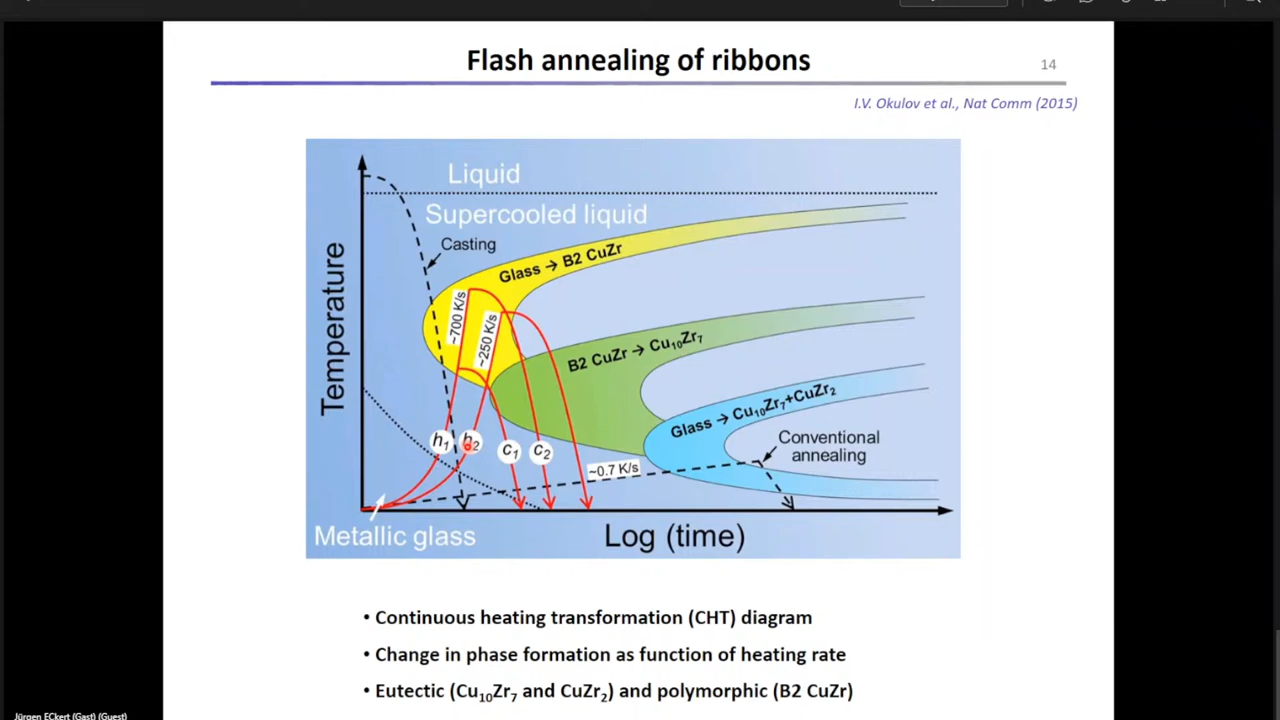 Flash annealing of ribbons
14
I.V. Okulov et al., Nat Comm (2015)
Liquid
Supercooled liquid
Casting
Glass → B2 CuZr
~700 K/s
~250 K/s
B2 CuZr → Cu₁₀Zr₇
Glass → Cu₁₀Zr₇+CuZr₂
Conventional
annealing
~0.7 K/s
h₁
h₂
c₁
c₂
Temperature
Metallic glass
Log (time)
• Continuous heating transformation (CHT) diagram
• Change in phase formation as function of heating rate
• Eutectic (Cu₁₀Zr₇ and CuZr₂) and polymorphic (B2 CuZr)
Jürgen ECkert (Gast) (Guest)